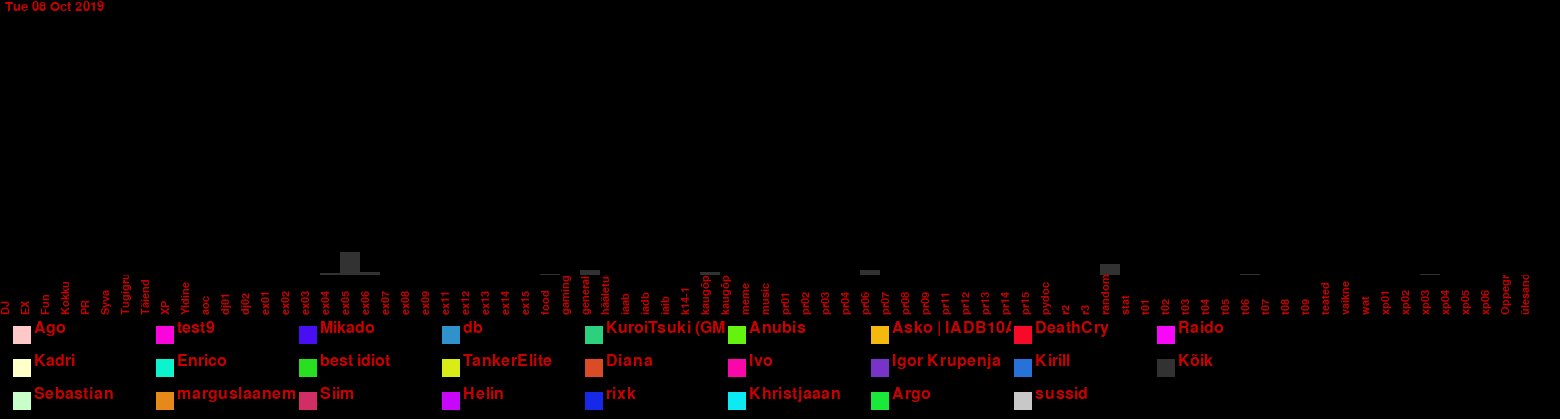 Tue 08 Oct 2019
DJ EX Fun Kokku PR Syva Tugigru Täiend XP Yldine aoc dj01 dj02 ex01 ex02 ex03 ex04 ex05 ex06 ex07 ex08 ex09 ex11 ex12 ex13 ex14 ex15 food gaming general hääletu iaab iadb iaib k14-1 kaugõp kaugõp meme music pr01 pr02 pr03 pr04 pr06 pr07 pr08 pr09 pr11 pr12 pr13 pr14 pr15 pydoc r2 r3 random stat t01 t02 t03 t04 t05 t06 t07 t08 t09 teated vaikne wat xp01 xp02 xp03 xp04 xp05 xp06 Oppegr ülesand
Ago test9 Mikado db KuroiTsuki (GM Anubis Asko | IADB10/ DeathCry Raido
Kadri Enrico best idiot TankerElite Diana Ivo Igor Krupenja Kirill Kõik
Sebastian marguslaanem Siim Helin rixk Khristjaaan Argo sussid